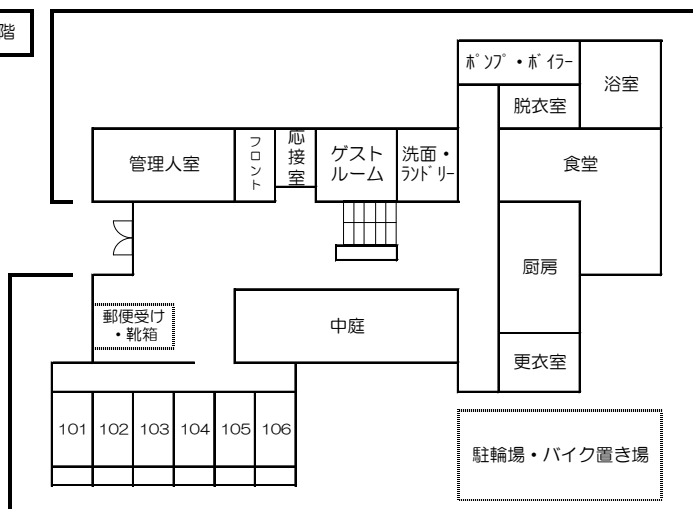 階
ﾎﾟﾝﾌﾟ・ﾎﾞｲﾗｰ
浴室
脱衣室
管理人室
フロント
応接室
ゲスト
ルーム
洗面・
ﾗﾝﾄﾞﾘｰ
食堂
厨房
郵便受け
・靴箱
中庭
更衣室
101 102 103 104 105 106
駐輪場・バイク置き場